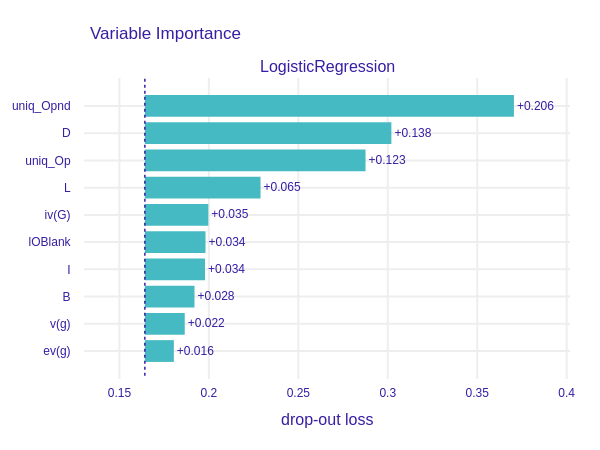 Variable Importance
LogisticRegression
uniq_Opnd +0.206
D +0.138
uniq_Op +0.123
L +0.065
iv(G) +0.035
lOBlank +0.034
I +0.034
B +0.028
v(g) +0.022
ev(g) +0.016
0.15 0.2 0.25 0.3 0.35 0.4
drop-out loss